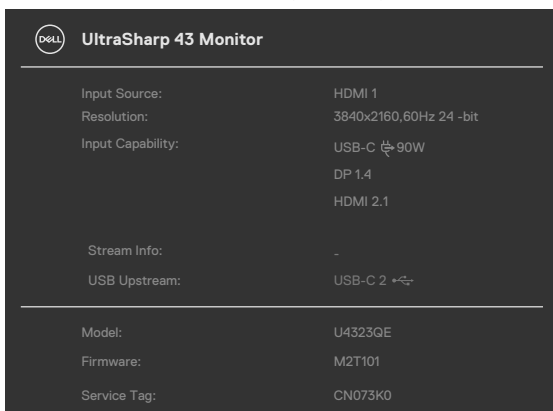 DELL UltraSharp 43 Monitor
Input Source: HDMI 1
Resolution: 3840x2160,60Hz 24 -bit
Input Capability: USB-C 90W
DP 1.4
HDMI 2.1
Stream Info: -
USB Upstream: USB-C 2
Model: U4323QE
Firmware: M2T101
Service Tag: CN073K0